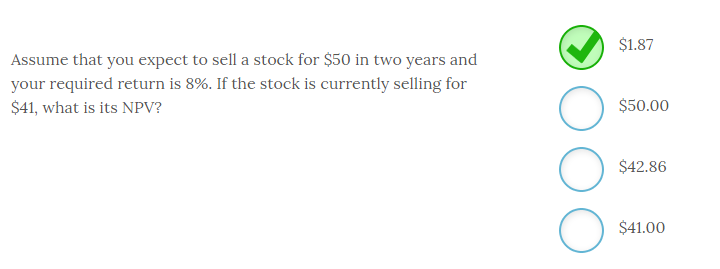 Assume that you expect to sell a stock for $50 in two years and
your required return is 8%. If the stock is currently selling for
$41, what is its NPV?
$1.87
$50.00
$42.86
$41.00